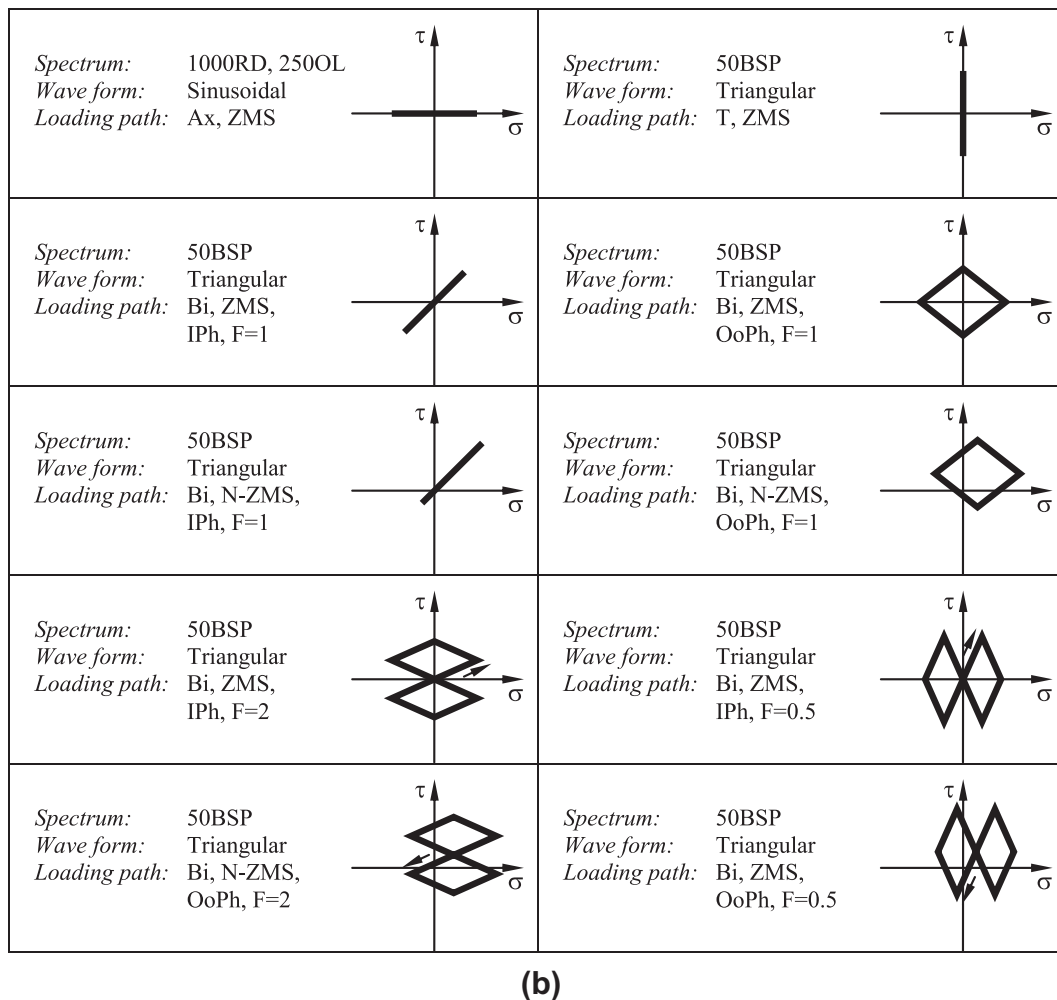 τ
Spectrum: 1000RD, 250OL
Wave form: Sinusoidal
Loading path: Ax, ZMS
σ
τ
Spectrum: 50BSP
Wave form: Triangular
Loading path: T, ZMS
σ
τ
Spectrum: 50BSP
Wave form: Triangular
Loading path: Bi, ZMS,
IPh, F=1
σ
τ
Spectrum: 50BSP
Wave form: Triangular
Loading path: Bi, ZMS,
OoPh, F=1
σ
τ
Spectrum: 50BSP
Wave form: Triangular
Loading path: Bi, N-ZMS,
IPh, F=1
σ
τ
Spectrum: 50BSP
Wave form: Triangular
Loading path: Bi, N-ZMS,
OoPh, F=1
σ
τ
Spectrum: 50BSP
Wave form: Triangular
Loading path: Bi, ZMS,
IPh, F=2
σ
τ
Spectrum: 50BSP
Wave form: Triangular
Loading path: Bi, ZMS,
IPh, F=0.5
σ
τ
Spectrum: 50BSP
Wave form: Triangular
Loading path: Bi, N-ZMS,
OoPh, F=2
σ
τ
Spectrum: 50BSP
Wave form: Triangular
Loading path: Bi, ZMS,
OoPh, F=0.5
σ
(b)